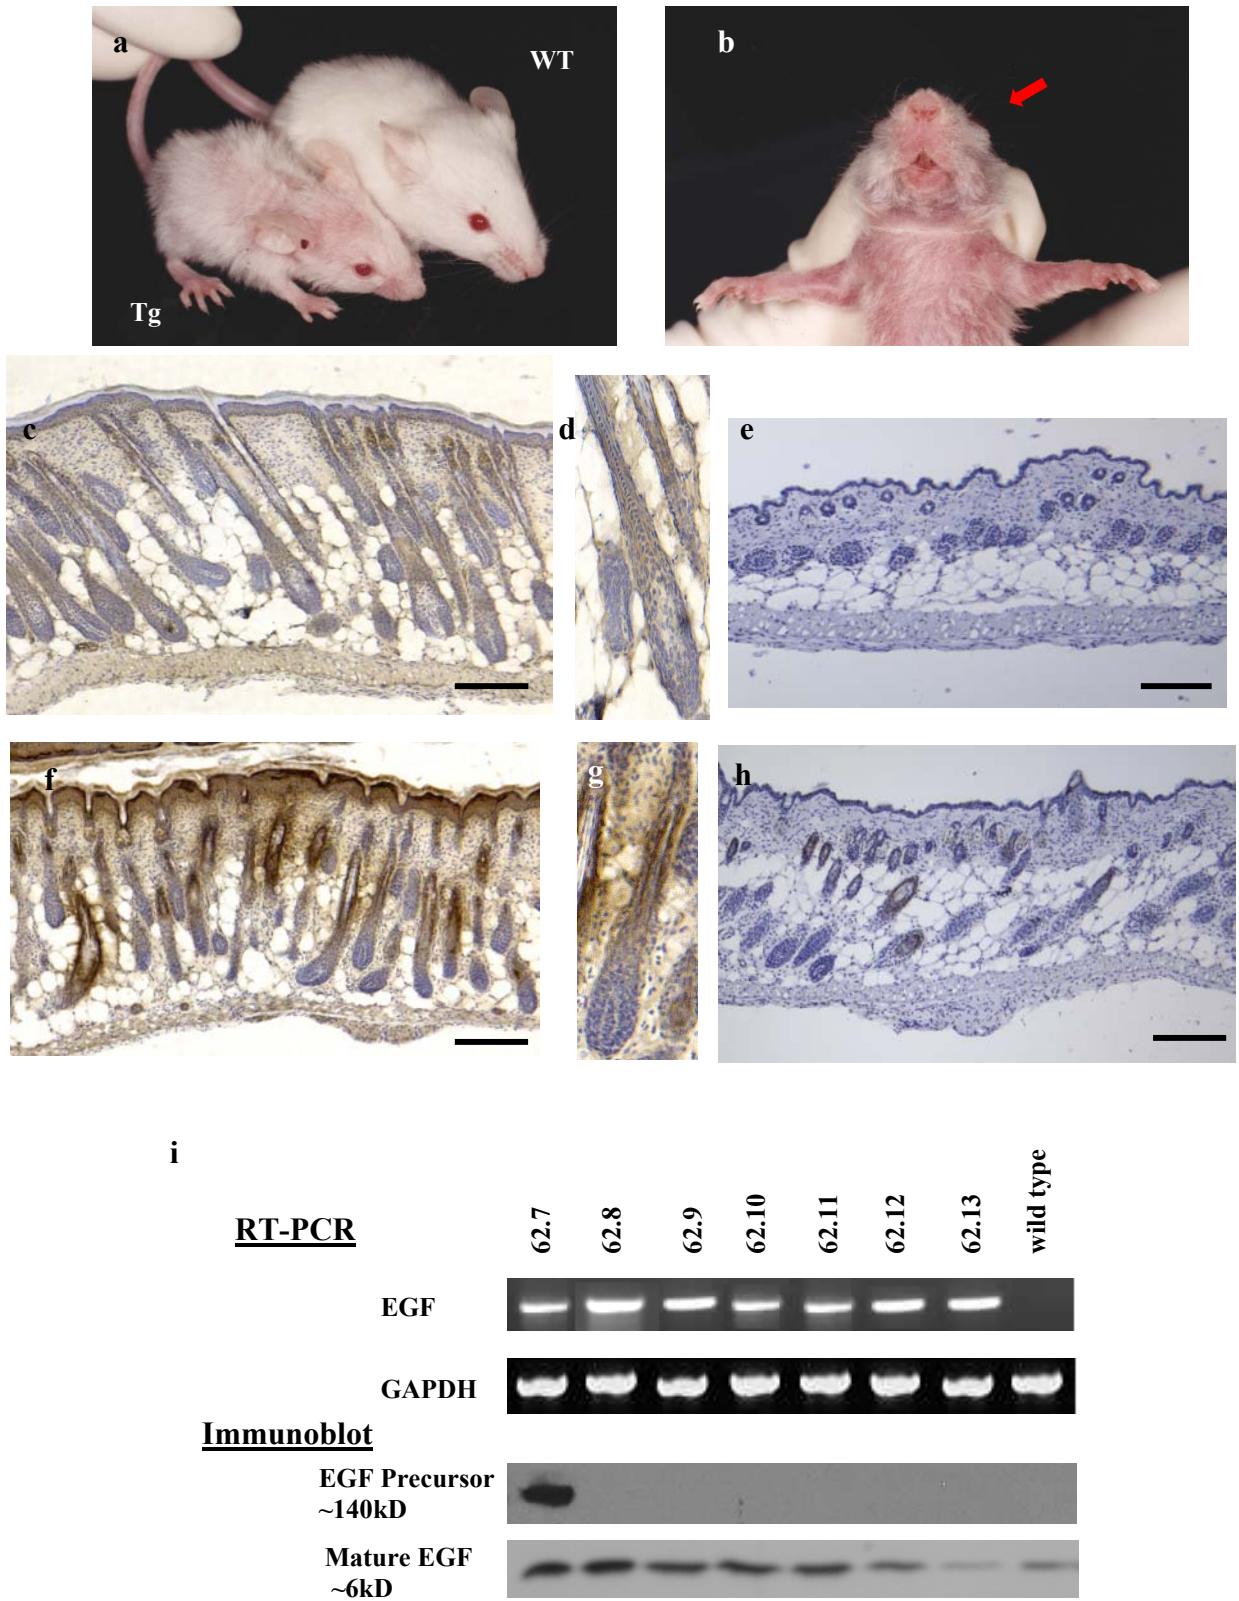 a
WT
Tg
b
c
d
e
f
g
h
i
RT-PCR
62.7
62.8
62.9
62.10
62.11
62.12
62.13
wild type
EGF
GAPDH
Immunoblot
EGF Precursor
~140kD
Mature EGF
~6kD